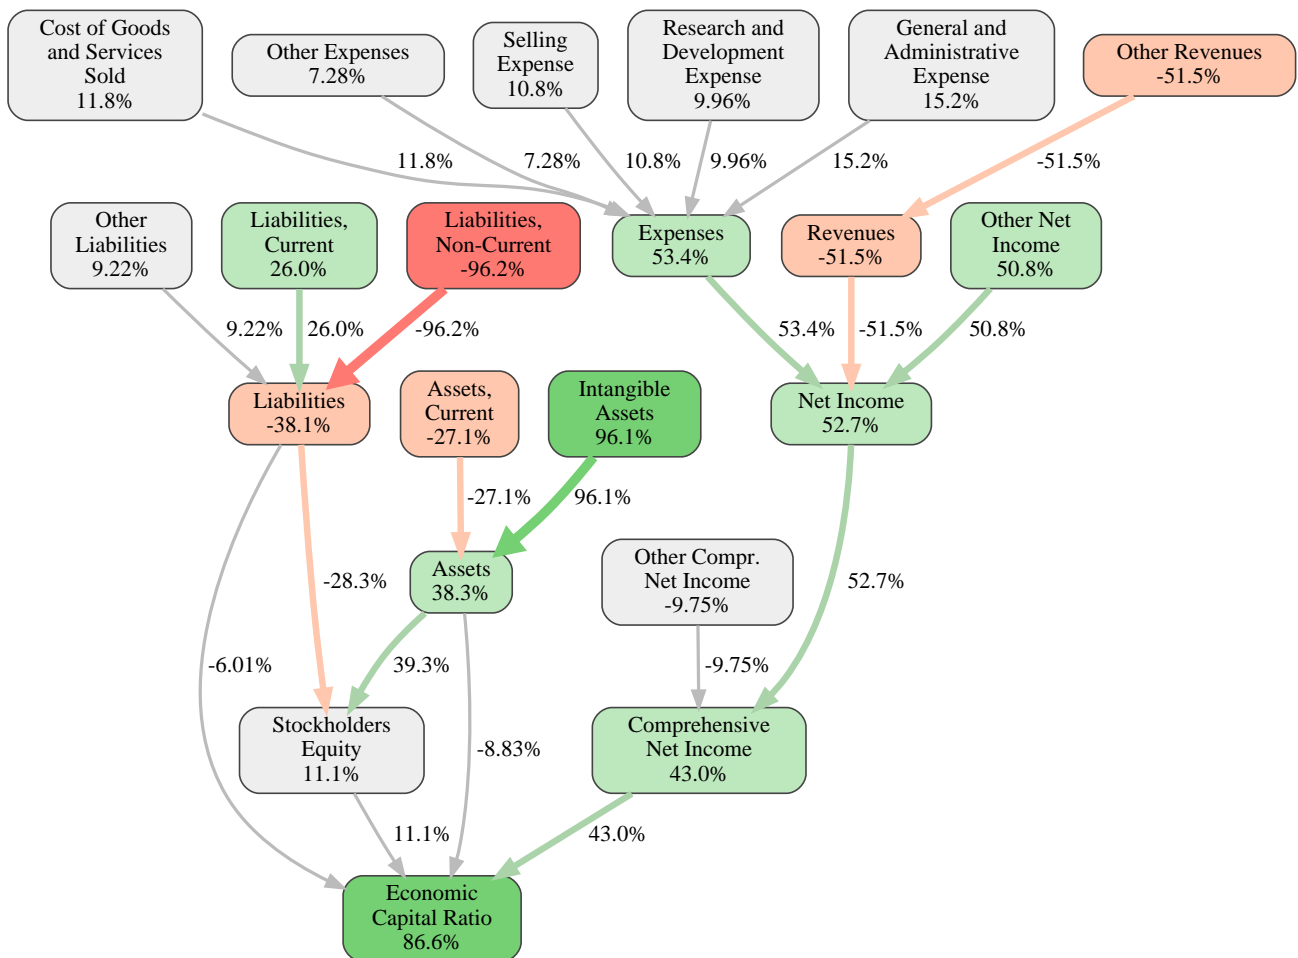 Cost of Goods
and Services
Sold
11.8%
Other Expenses
7.28%
Selling
Expense
10.8%
Research and
Development
Expense
9.96%
General and
Administrative
Expense
15.2%
Other Revenues
-51.5%
11.8%
7.28%
10.8%
9.96%
15.2%
-51.5%
Other
Liabilities
9.22%
Liabilities,
Current
26.0%
Liabilities,
Non-Current
-96.2%
Expenses
53.4%
Revenues
-51.5%
Other Net
Income
50.8%
9.22%
26.0%
-96.2%
53.4%
-51.5%
50.8%
Liabilities
-38.1%
Assets,
Current
-27.1%
Intangible
Assets
96.1%
Net Income
52.7%
-27.1%
96.1%
Assets
38.3%
Other Compr.
Net Income
-9.75%
-28.3%
52.7%
-6.01%
39.3%
-9.75%
Stockholders
Equity
11.1%
-8.83%
Comprehensive
Net Income
43.0%
11.1%
43.0%
Economic
Capital Ratio
86.6%